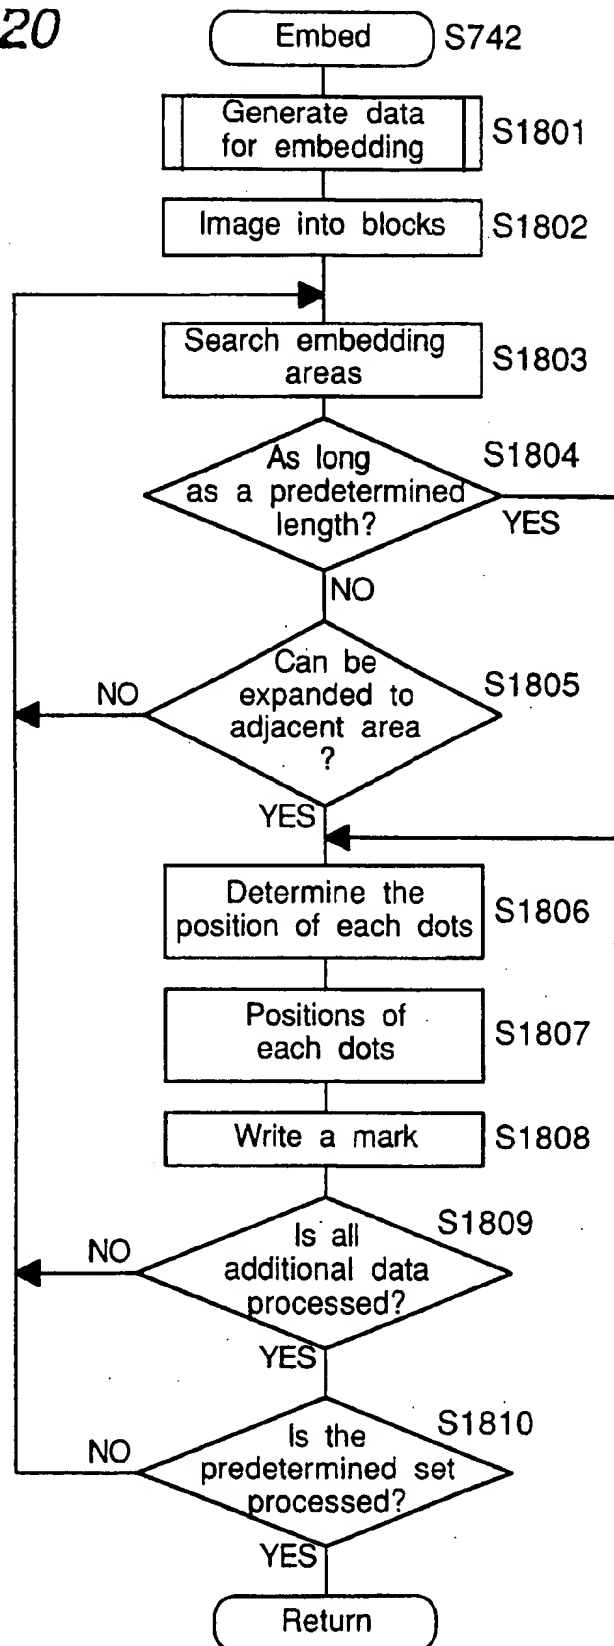 20
Embed
S742
Generate data
for embedding
S1801
Image into blocks
S1802
Search embedding
areas
S1803
As long
as a predetermined
length?
S1804
YES
NO
Can be
expanded to
adjacent area
?
S1805
NO
YES
Determine the
position of each dots
S1806
Positions of
each dots
S1807
Write a mark
S1808
Is all
additional data
processed?
S1809
NO
YES
Is the
predetermined set
processed?
S1810
NO
YES
Return